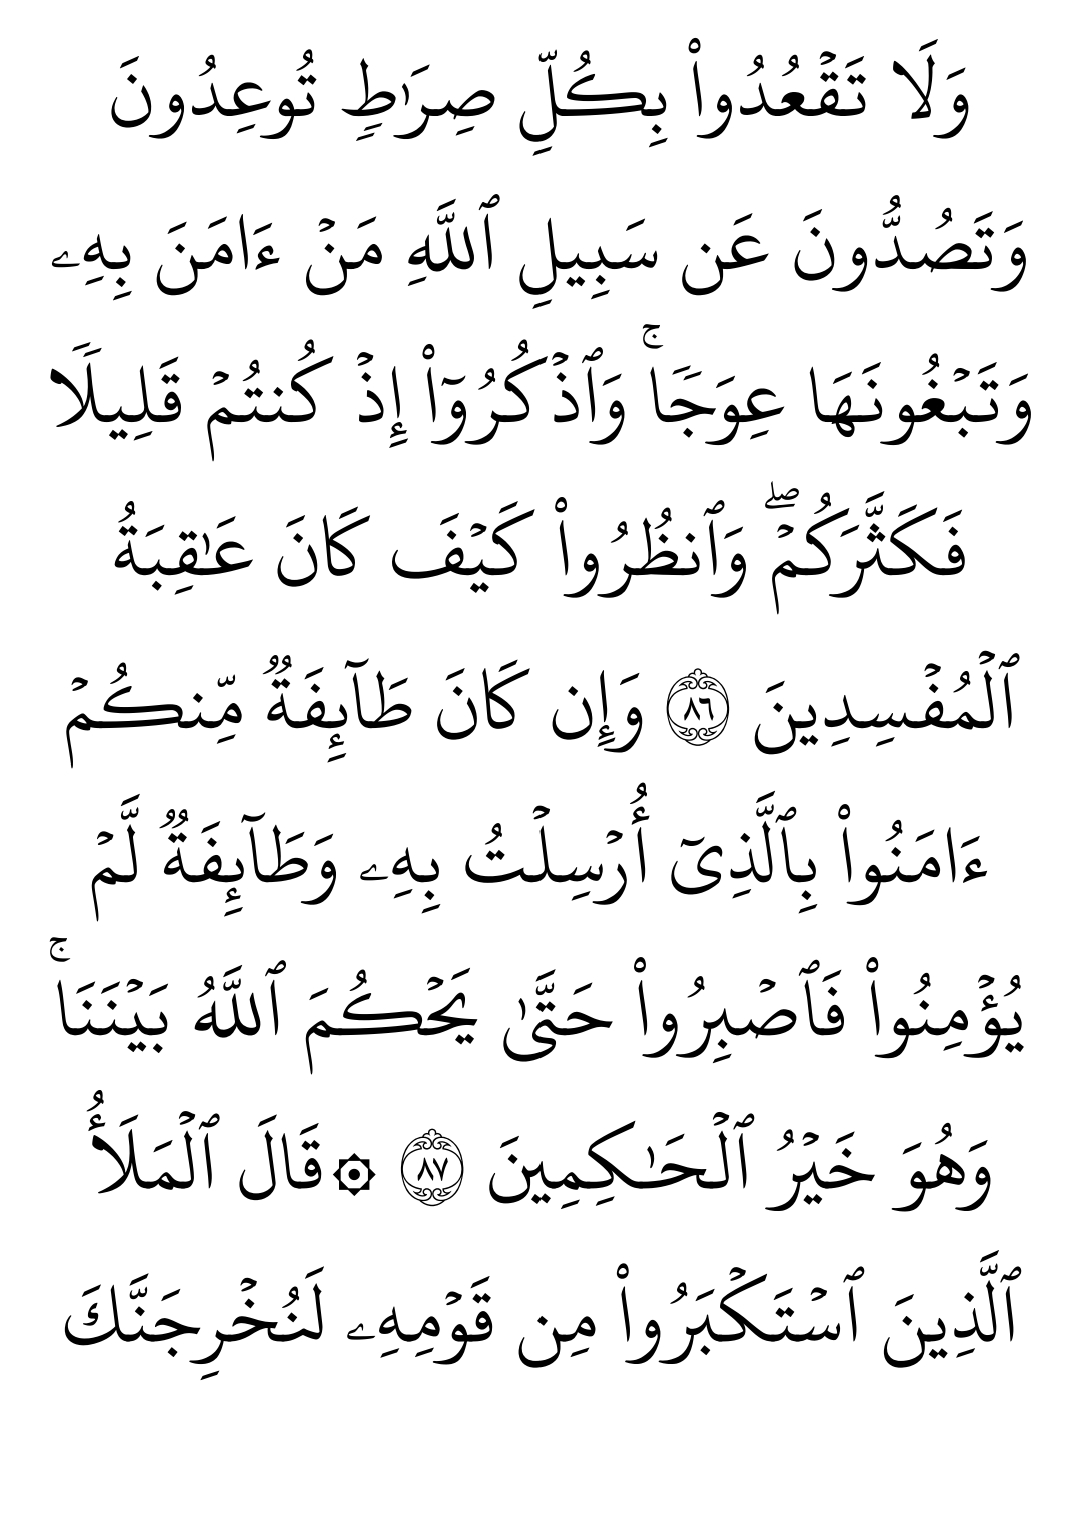 وَلَا تَقۡعُدُواْ بِكُلِّ صِرَٰطٖ تُوعِدُونَ
وَتَصُدُّونَ عَن سَبِيلِ ٱللَّهِ مَنۡ ءَامَنَ بِهِۦ
وَتَبۡغُونَهَا عِوَجٗاۚ وَٱذۡكُرُوٓاْ إِذۡ كُنتُمۡ قَلِيلٗا
فَكَثَّرَكُمۡۖ وَٱنظُرُواْ كَيۡفَ كَانَ عَٰقِبَةُ
ٱلۡمُفۡسِدِينَ ٨٦ وَإِن كَانَ طَآئِفَةٞ مِّنكُمۡ
ءَامَنُواْ بِٱلَّذِيٓ أُرۡسِلۡتُ بِهِۦ وَطَآئِفَةٞ لَّمۡ
يُؤۡمِنُواْ فَٱصۡبِرُواْ حَتَّىٰ يَحۡكُمَ ٱللَّهُ بَيۡنَنَاۚ
وَهُوَ خَيۡرُ ٱلۡحَٰكِمِينَ ٨٧ ۞ قَالَ ٱلۡمَلَأُ
ٱلَّذِينَ ٱسۡتَكۡبَرُواْ مِن قَوۡمِهِۦ لَنُخۡرِجَنَّكَ